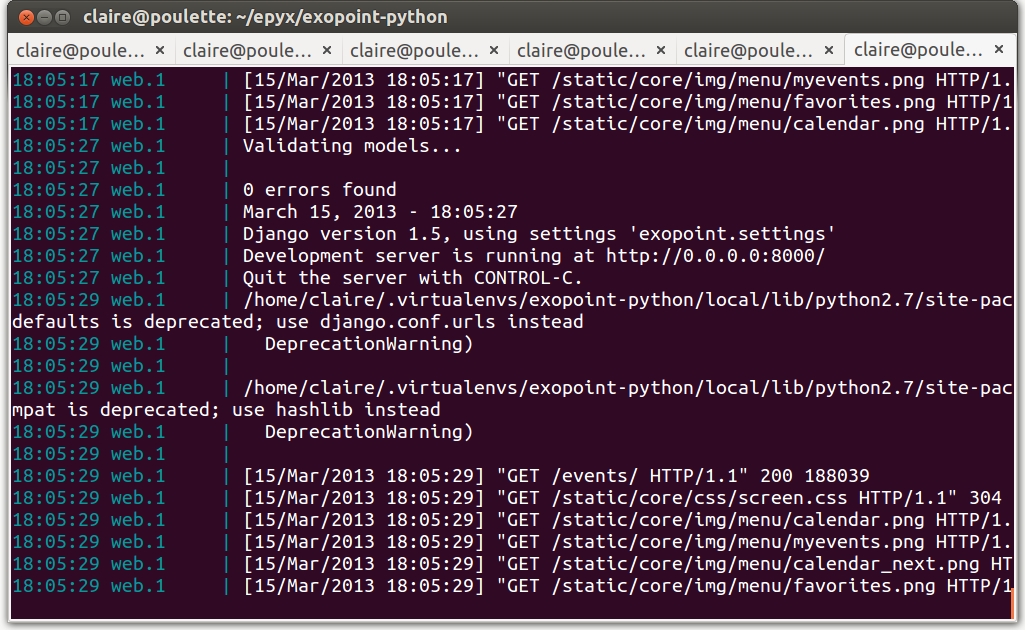 claire@poulette: ~/epyx/exopoint-python
claire@poule... × claire@poule... × claire@poule... × claire@poule... × claire@poule... × claire@poule... ×
18:05:17 web.1 | [15/Mar/2013 18:05:17] "GET /static/core/img/menu/myevents.png HTTP/1.
18:05:17 web.1 | [15/Mar/2013 18:05:17] "GET /static/core/img/menu/favorites.png HTTP/1
18:05:17 web.1 | [15/Mar/2013 18:05:17] "GET /static/core/img/menu/calendar.png HTTP/1.
18:05:27 web.1 | Validating models...
18:05:27 web.1 |
18:05:27 web.1 | 0 errors found
18:05:27 web.1 | March 15, 2013 - 18:05:27
18:05:27 web.1 | Django version 1.5, using settings 'exopoint.settings'
18:05:27 web.1 | Development server is running at http://0.0.0.0:8000/
18:05:27 web.1 | Quit the server with CONTROL-C.
18:05:29 web.1 | /home/claire/.virtualenvs/exopoint-python/local/lib/python2.7/site-pac
defaults is deprecated; use django.conf.urls instead
18:05:29 web.1 | DeprecationWarning)
18:05:29 web.1 |
18:05:29 web.1 | /home/claire/.virtualenvs/exopoint-python/local/lib/python2.7/site-pac
mpat is deprecated; use hashlib instead
18:05:29 web.1 | DeprecationWarning)
18:05:29 web.1 |
18:05:29 web.1 | [15/Mar/2013 18:05:29] "GET /events/ HTTP/1.1" 200 188039
18:05:29 web.1 | [15/Mar/2013 18:05:29] "GET /static/core/css/screen.css HTTP/1.1" 304
18:05:29 web.1 | [15/Mar/2013 18:05:29] "GET /static/core/img/menu/calendar.png HTTP/1.
18:05:29 web.1 | [15/Mar/2013 18:05:29] "GET /static/core/img/menu/myevents.png HTTP/1.
18:05:29 web.1 | [15/Mar/2013 18:05:29] "GET /static/core/img/menu/calendar_next.png HT
18:05:29 web.1 | [15/Mar/2013 18:05:29] "GET /static/core/img/menu/favorites.png HTTP/1